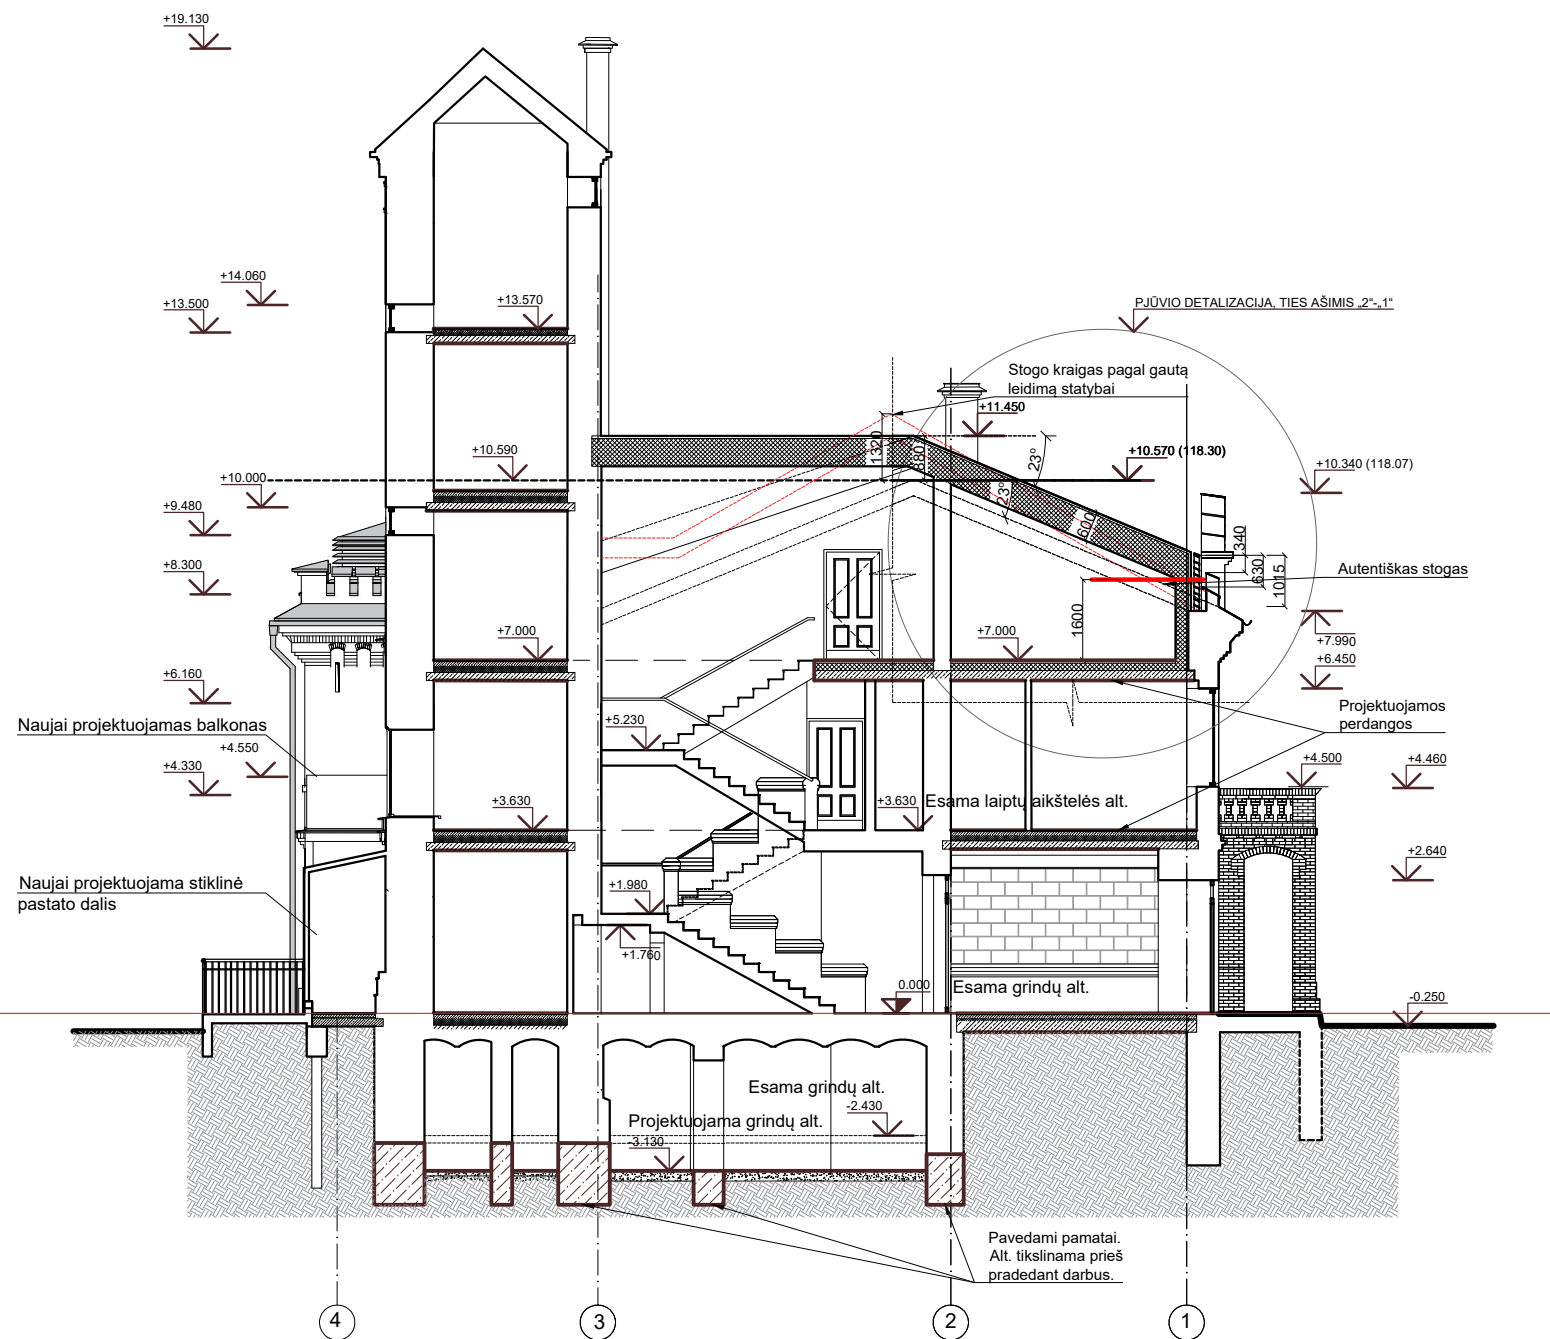 +19.130
+14.060
+13.500
+13.570
PJŪVIO DETALIZACIJA, TIES AŠIMIS „2“-„1“
Stogo kraigas pagal gautą
leidimą statybai
+11.450
1320
880
23°
+10.590
+10.570 (118.30)
+10.340 (118.07)
+10.000
23°
+9.480
600
340
630
1015
+8.300
Autentiškas stogas
1600
+7.000
+7.000
+7.990
+6.450
+6.160
Naujai projektuojamas balkonas
+5.230
Projektuojamos
perdangos
+4.550
+4.330
+4.500
+4.460
+3.630
+3.630
Esama laiptų aikštelės alt.
+2.640
Naujai projektuojama stiklinė
pastato dalis
+1.980
+1.760
0.000
Esama grindų alt.
-0.250
Esama grindų alt.
-2.430
Projektuojama grindų alt.
-3.130
Pavedami pamatai.
Alt. tikslinama prieš
pradedant darbus.
4
3
2
1